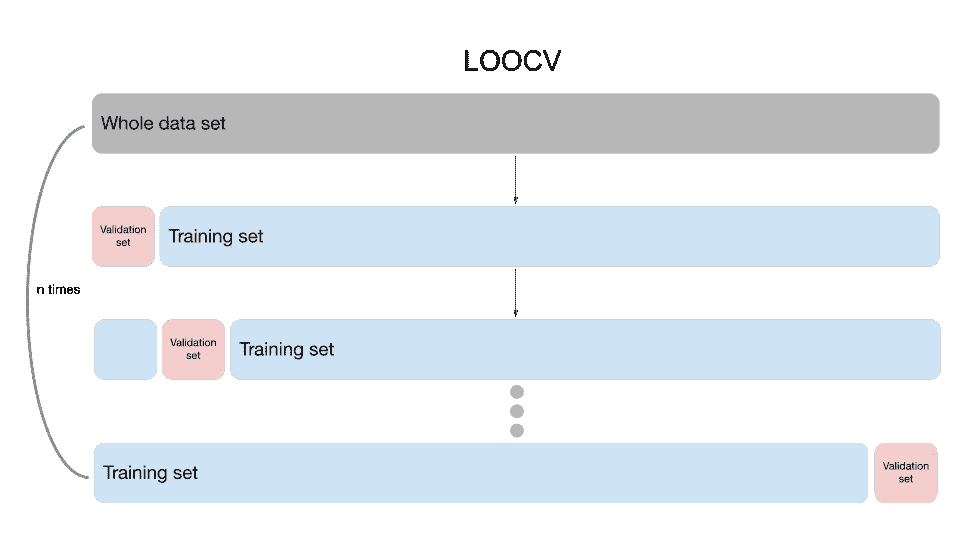 LOOCV
Whole data set
Validation
set
Training set
n times
Validation
set
Training set
Training set
Validation
set